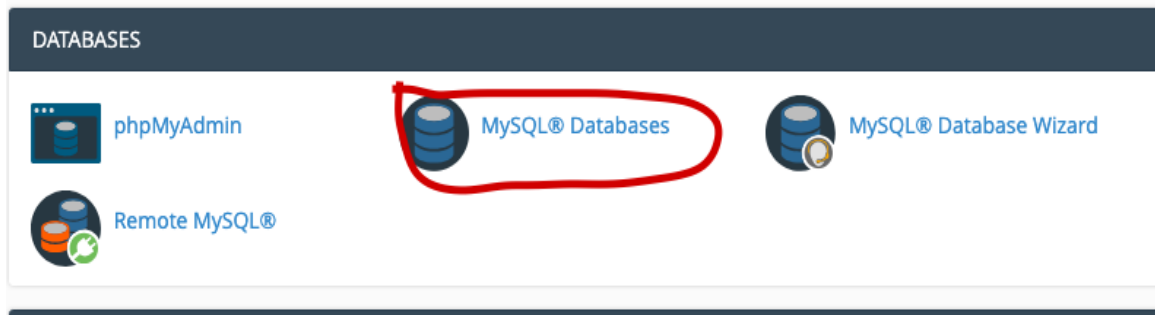 DATABASES
phpMyAdmin
MySQL® Databases
MySQL® Database Wizard
Remote MySQL®